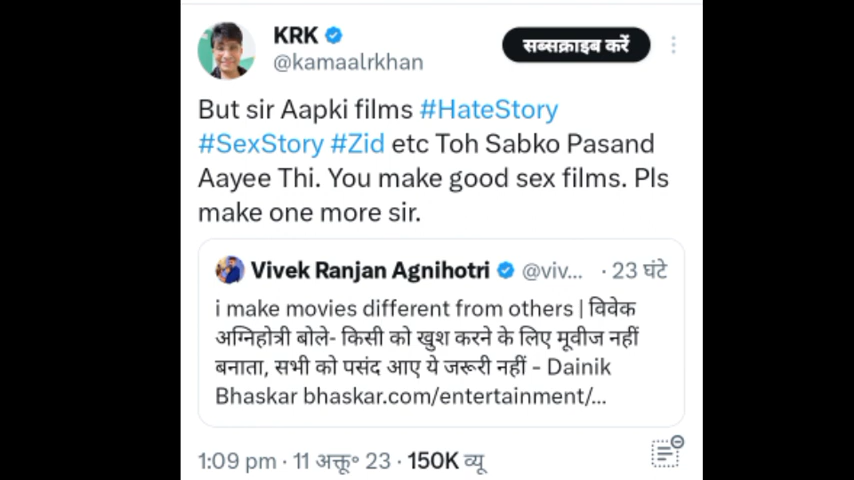 KRK
सब्सक्राइब करें
@kamaalrkhan
But sir Aapki films #HateStory
#SexStory #Zid etc Toh Sabko Pasand
Aayee Thi. You make good sex films. Pls
make one more sir.
Vivek Ranjan Agnihotri @viv... · 23 घंटे
i make movies different from others | विवेक
अग्निहोत्री बोले- किसी को खुश करने के लिए मूवीज नहीं
बनाता, सभी को पसंद आए ये जरूरी नहीं - Dainik
Bhaskar bhaskar.com/entertainment/...
1:09 pm · 11 अक्तू॰ 23 · 150K व्यू